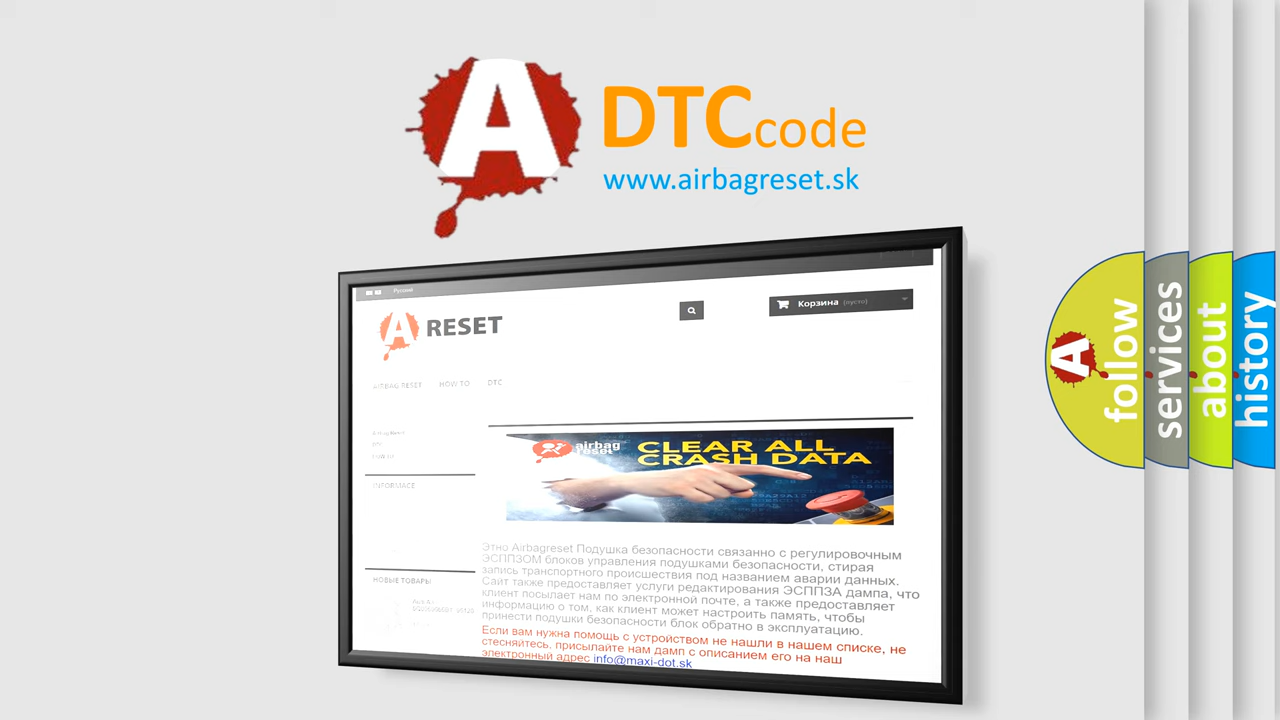 A DTCcode
www.airbagreset.sk
Русский
A RESET
Корзина (пусто)
AIRBAG RESET HOW TO DTC
INFORMACE
airbag
reset
CLEAR ALL
CRASH DATA
Этно Airbagreset Подушка безопасности связанно с регулировочным
ЭСППЗОМ блоков управления подушками безопасности, стирая
запись транспортного происшествия под названием аварии данных.
Сайт также предоставляет услуги редактирования ЭСППЗА дампа, что
клиент посылает нам по электронной почте, а также предоставляет
информацию о том, как клиент может настроить память, чтобы
принести подушки безопасности блок обратно в эксплуатацию.
Если вам нужна помощь с устройством не нашли в нашем списке, не
стесняйтесь, присылайте нам дамп с описанием его на наш
электронный адрес info@maxi-dot.sk
НОВЫЕ ТОВАРЫ
A follow
services
about
history